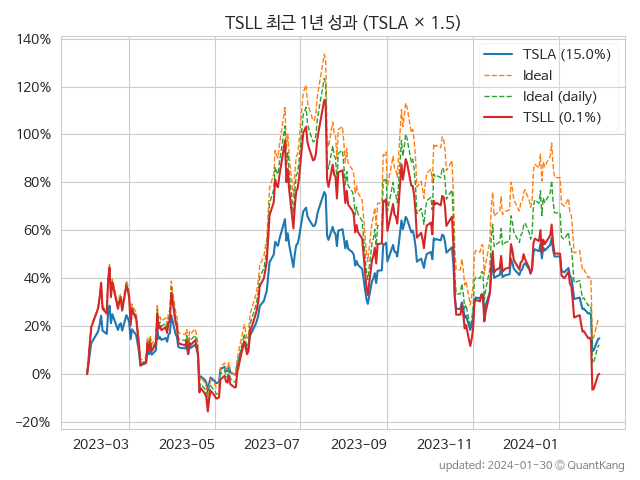 TSLL 최근 1년 성과 (TSLA × 1.5)
140%
120%
100%
80%
60%
40%
20%
0%
−20%
TSLA (15.0%)
Ideal
Ideal (daily)
TSLL (0.1%)
2023-03
2023-05
2023-07
2023-09
2023-11
2024-01
updated: 2024-01-30 © QuantKang